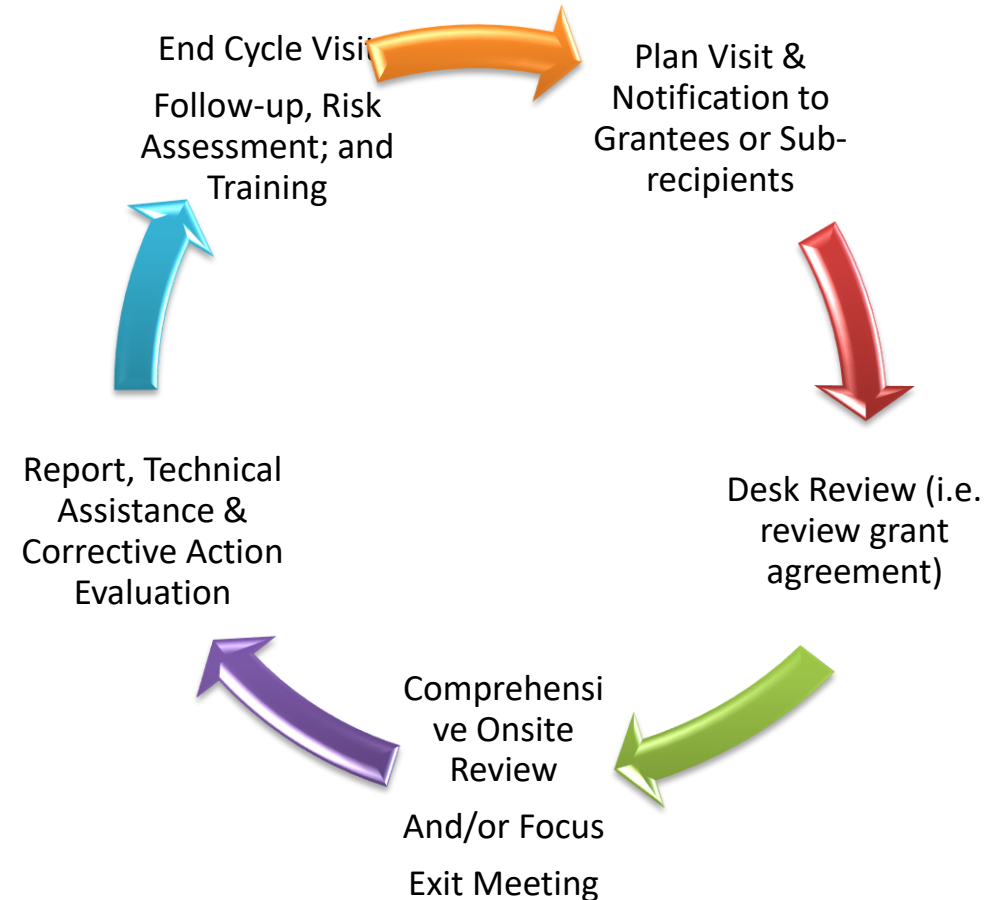 End Cycle Visit
Follow-up, Risk
Assessment; and
Training
Plan Visit &
Notification to
Grantees or Sub-
recipients
Desk Review (i.e.
review grant
agreement)
Comprehensi
ve Onsite
Review
And/or Focus
Exit Meeting
Report, Technical
Assistance &
Corrective Action
Evaluation